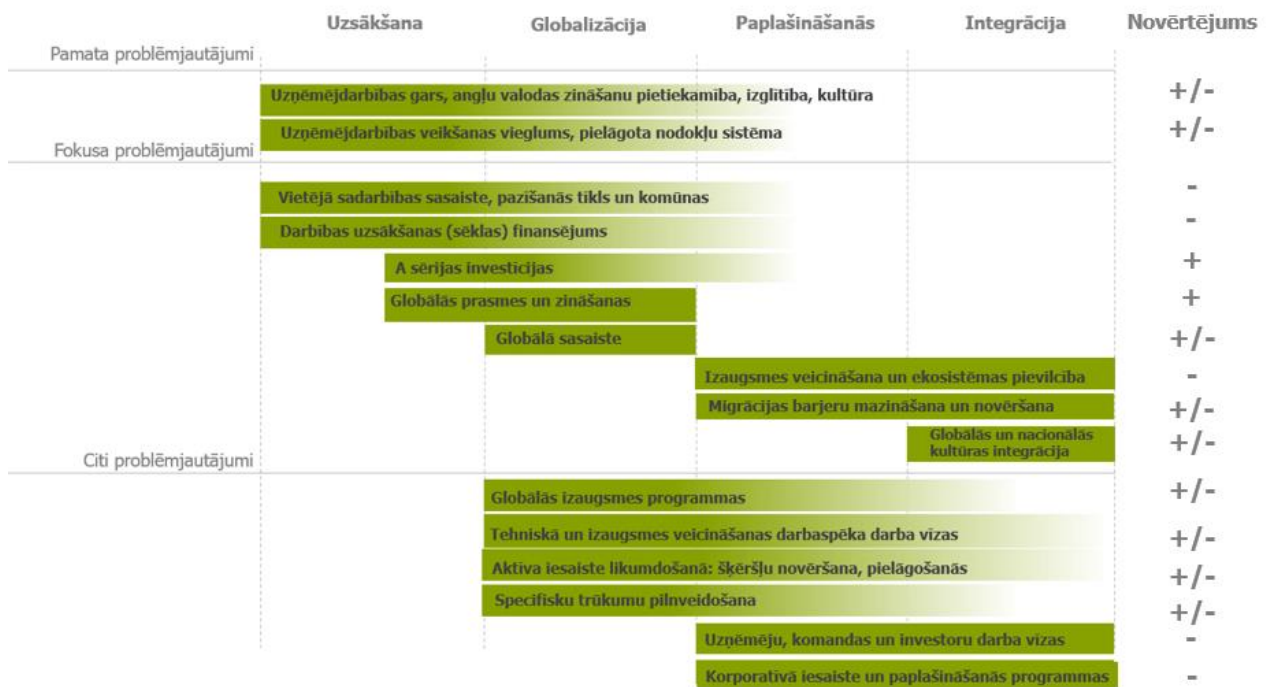 Uzsākšana Globalizācija Paplašināšanās Integrācija Novērtējums
Pamata problēmjautājumi
Uzņēmējdarbības gars, angļu valodas zināšanu pietiekamība, izglītība, kultūra +/-
Uzņēmējdarbības veikšanas vieglums, pielāgota nodokļu sistēma +/-
Fokusa problēmjautājumi
Vietējā sadarbības sasaiste, pazīšanās tīkls un komūnas -
Darbības uzsākšanas (sēklas) finansējums -
A sērijas investīcijas +
Globālās prasmes un zināšanas +
Globālā sasaiste +/-
Izaugsmes veicināšana un ekosistēmas pievilcība -
Migrācijas barjeru mazināšana un novēršana +/-
Globālās un nacionālās
kultūras integrācija +/-
Citi problēmjautājumi
Globālās izaugsmes programmas +/-
Tehniskā un izaugsmes veicināšanas darbaspēka darba vīzas +/-
Aktīva iesaiste likumdošanā: šķēršļu novēršana, pielāgošanās +/-
Specifisku trūkumu pilnveidošana +/-
Uzņēmēju, komandas un investoru darba vīzas -
Korporatīvā iesaiste un paplašināšanās programmas -